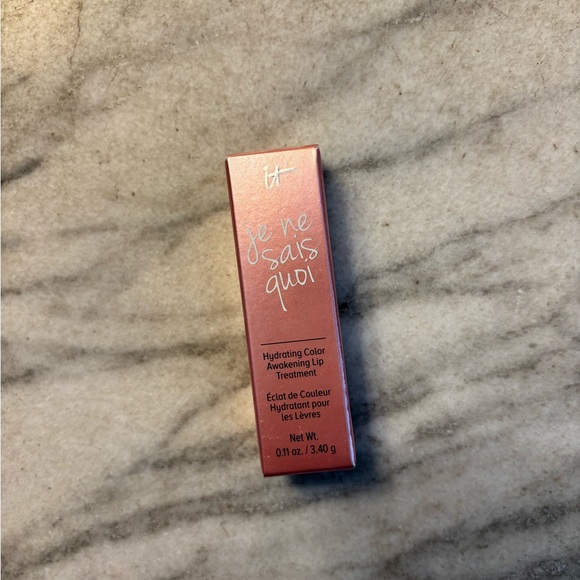 it
je ne
sais
quoi
Hydrating Color
Awakening Lip
Treatment
Éclat de Couleur
Hydratant pour
les Lèvres
Net Wt.
0.11 oz. / 3.40 g